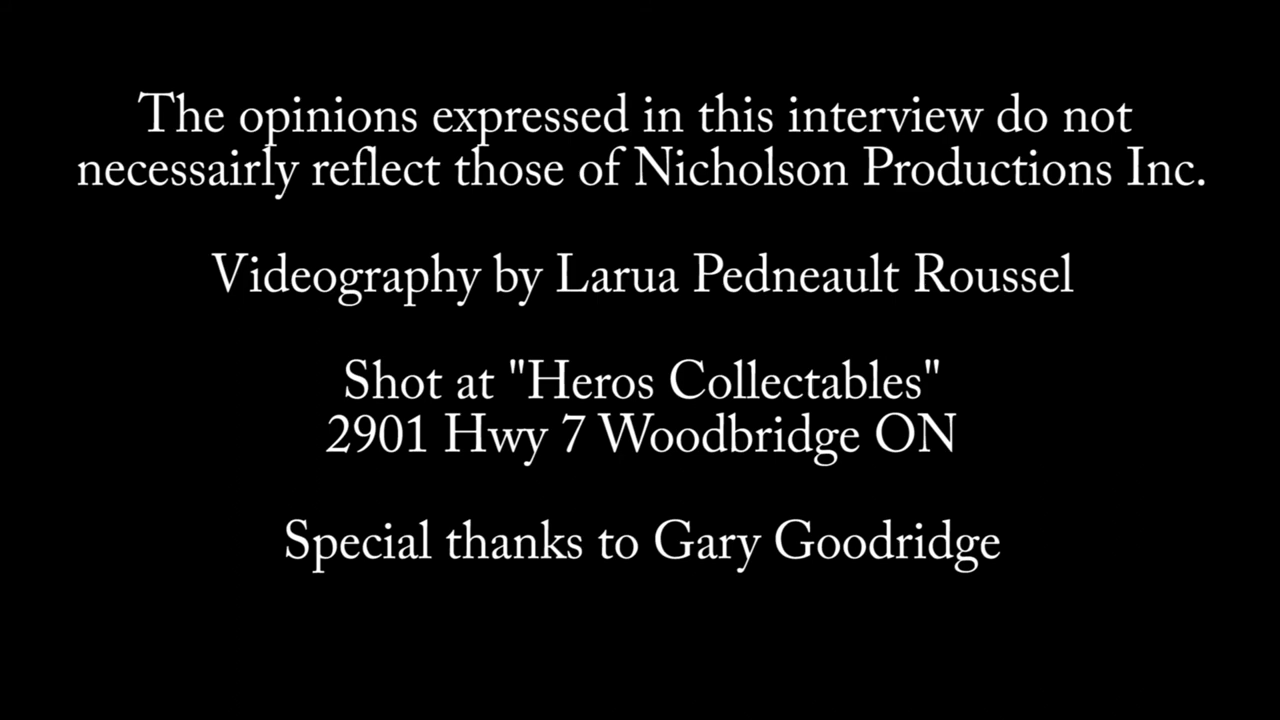 The opinions expressed in this interview do not
necessairly reflect those of Nicholson Productions Inc.
Videography by Larua Pedneault Roussel
Shot at "Heros Collectables"
2901 Hwy 7 Woodbridge ON
Special thanks to Gary Goodridge